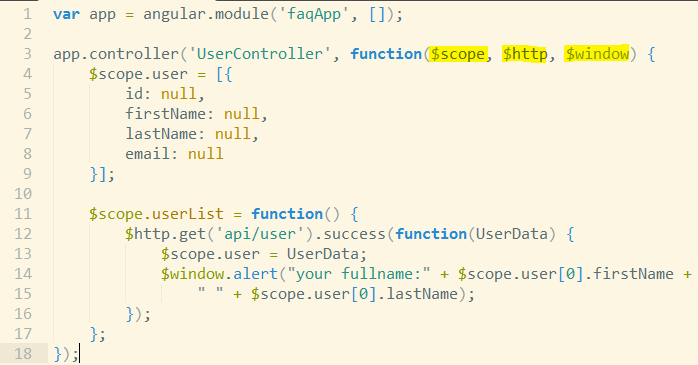 1 var app = angular.module('faqApp', []);
2
3 app.controller('UserController', function($scope, $http, $window) {
4     $scope.user = [{
5         id: null,
6         firstName: null,
7         lastName: null,
8         email: null
9     }];
10
11     $scope.userList = function() {
12         $http.get('api/user').success(function(UserData) {
13             $scope.user = UserData;
14             $window.alert("your fullname:" + $scope.user[0].firstName +
15                 " " + $scope.user[0].lastName);
16         });
17     };
18 });